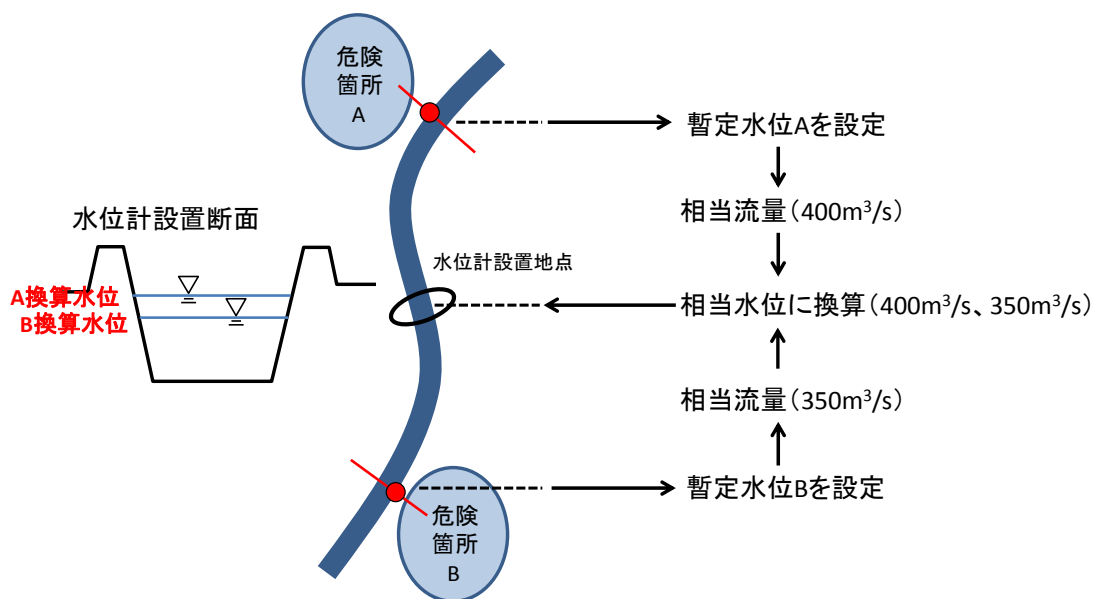 危険
箇所
A
暫定水位Aを設定
相当流量（400m³/s）
水位計設置断面
水位計設置地点
A換算水位
B換算水位
相当水位に換算（400m³/s、350m³/s）
相当流量（350m³/s）
暫定水位Bを設定
危険
箇所
B